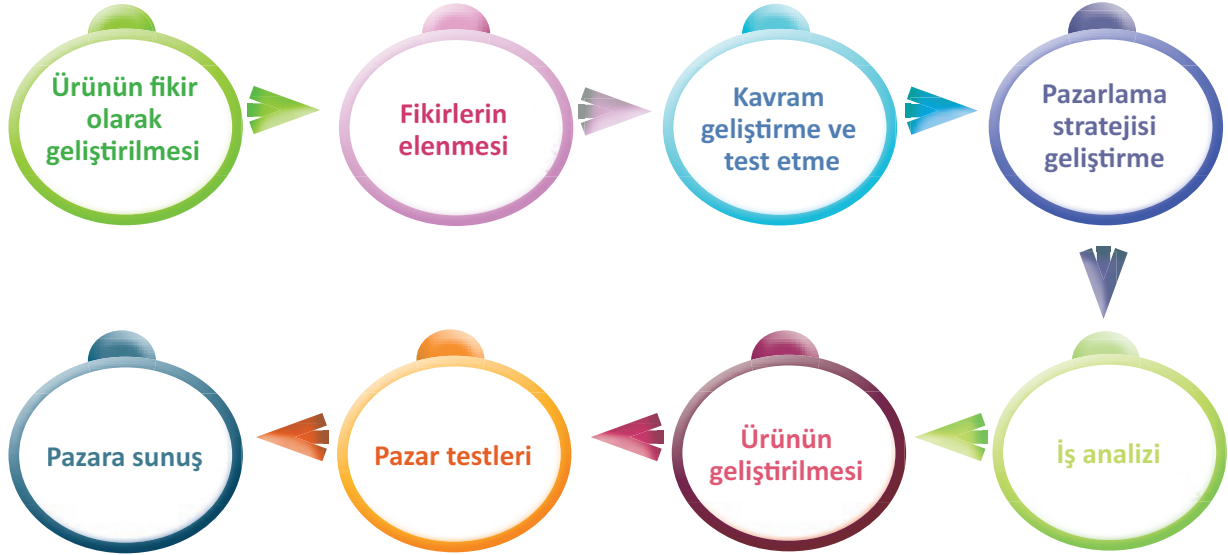 Ürünün fikir
olarak
geliştirilmesi
Fikirlerin
elenmesi
Kavram
geliştirme ve
test etme
Pazarlama
stratejisi
geliştirme
İş analizi
Ürünün
geliştirilmesi
Pazar testleri
Pazara sunuş